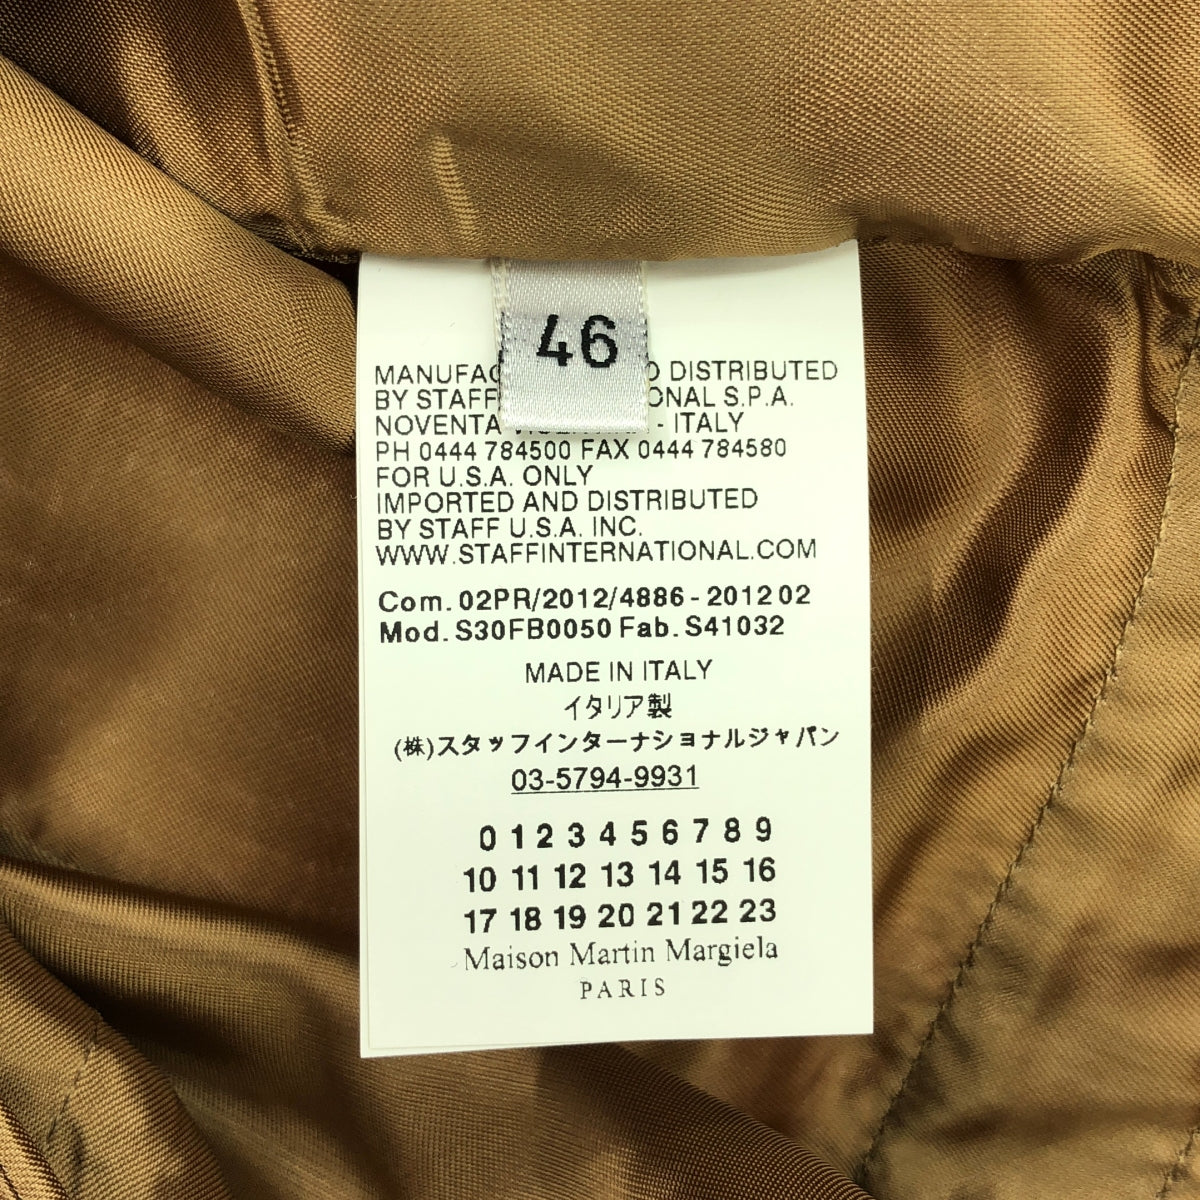 46
MANUFAC D DISTRIBUTED
BY STAFF ONAL S.P.A.
NOVENTA - ITALY
PH 0444 784500 FAX 0444 784580
FOR U.S.A. ONLY
IMPORTED AND DISTRIBUTED
BY STAFF U.S.A. INC.
WWW.STAFFINTERNATIONAL.COM
Com. 02PR/2012/4886 - 2012 02
Mod. S30FB0050 Fab. S41032
MADE IN ITALY
イタリア製
(株)スタッフインターナショナルジャパン
03-5794-9931
0 1 2 3 4 5 6 7 8 9
10 11 12 13 14 15 16
17 18 19 20 21 22 23
Maison Martin Margiela
PARIS